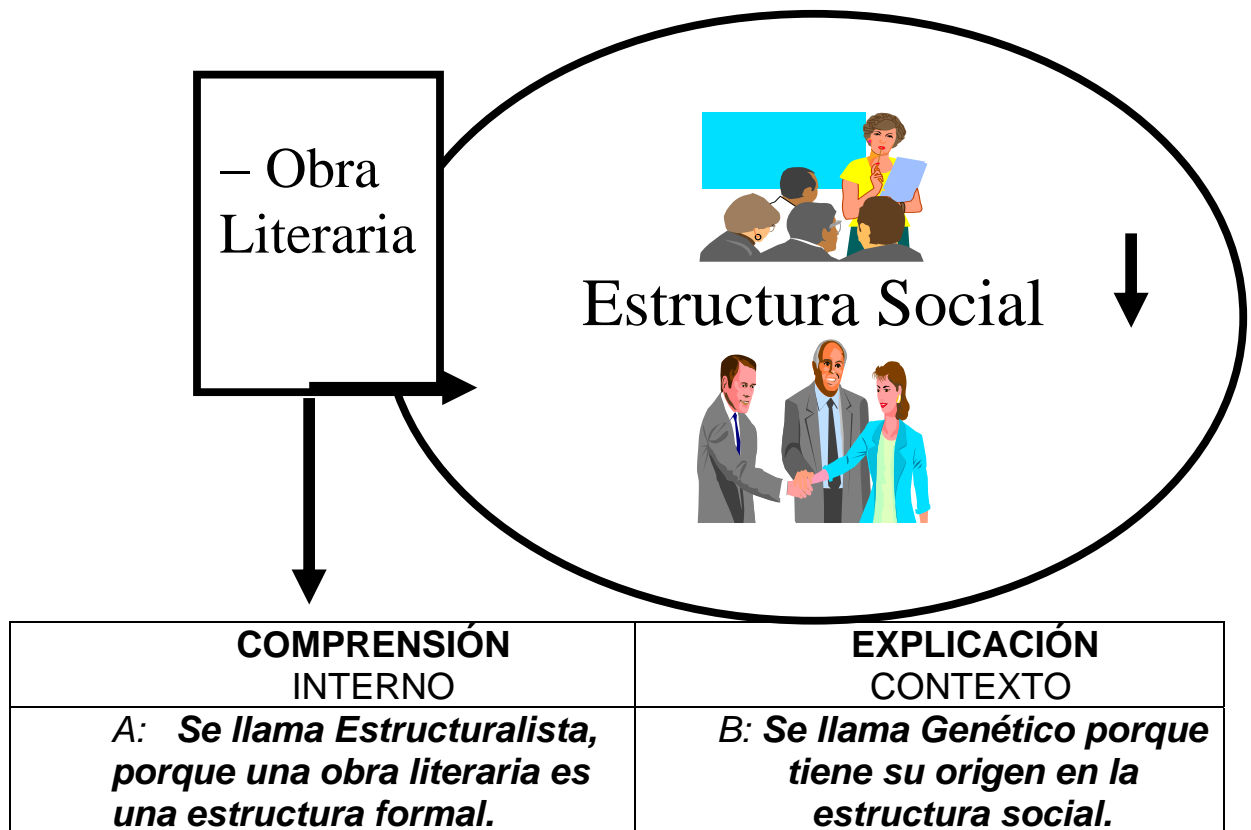 – Obra
Literaria
Estructura Social
COMPRENSIÓN
INTERNO
EXPLICACIÓN
CONTEXTO
A: Se llama Estructuralista,
porque una obra literaria es
una estructura formal.
B: Se llama Genético porque
tiene su origen en la
estructura social.